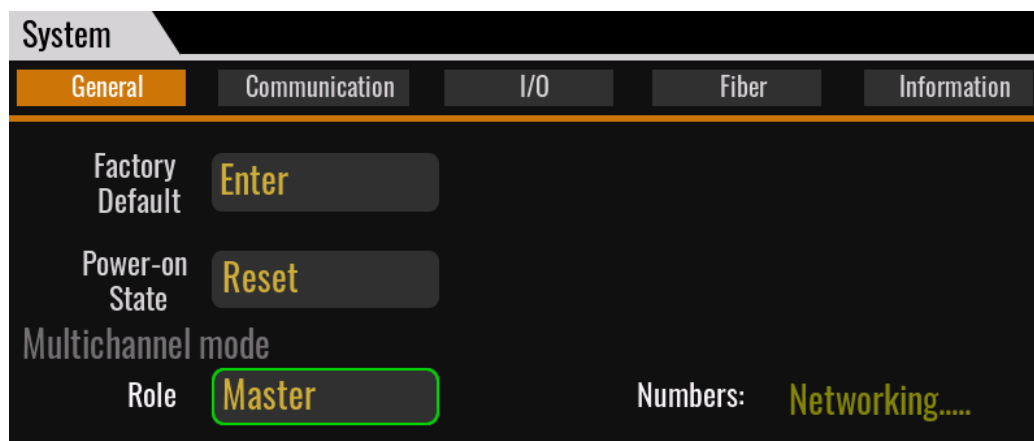 System
General Communication I/O Fiber Information
Factory Default Enter
Power-on State Reset
Multichannel mode
Role Master Numbers: Networking.....